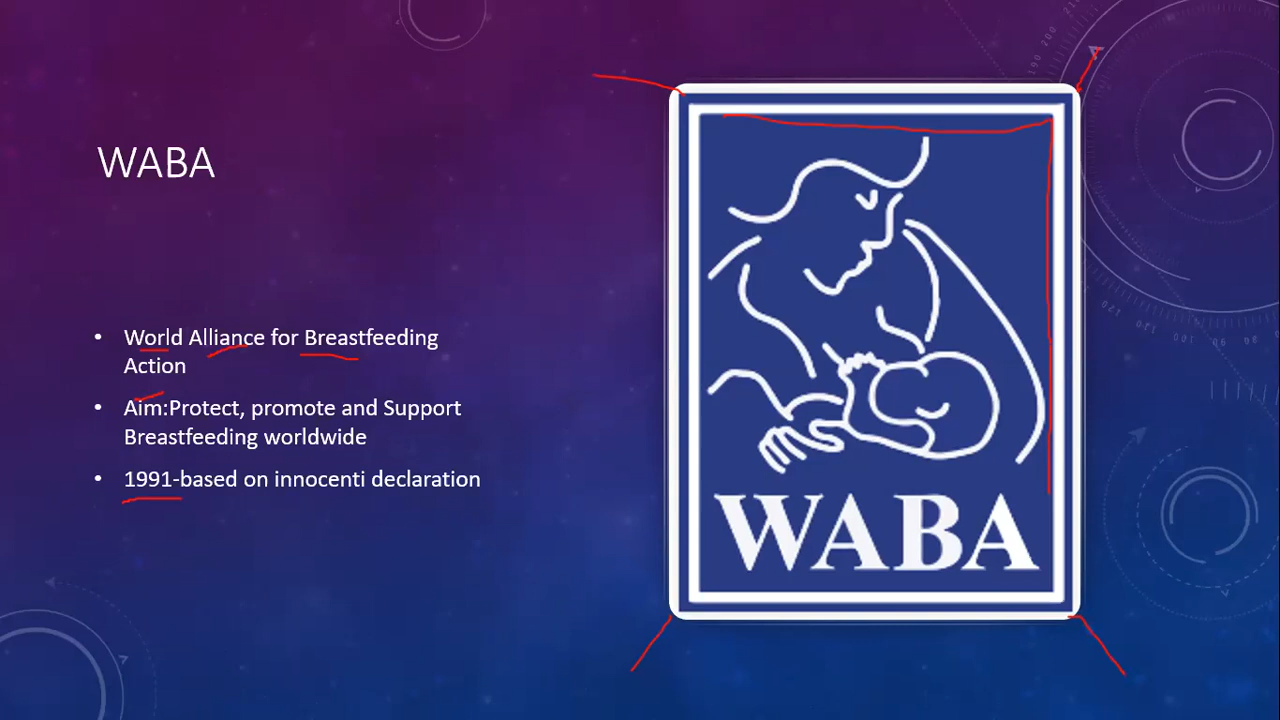 WABA
World Alliance for Breastfeeding
Action
Aim:Protect, promote and Support
Breastfeeding worldwide
1991-based on innocenti declaration
WABA